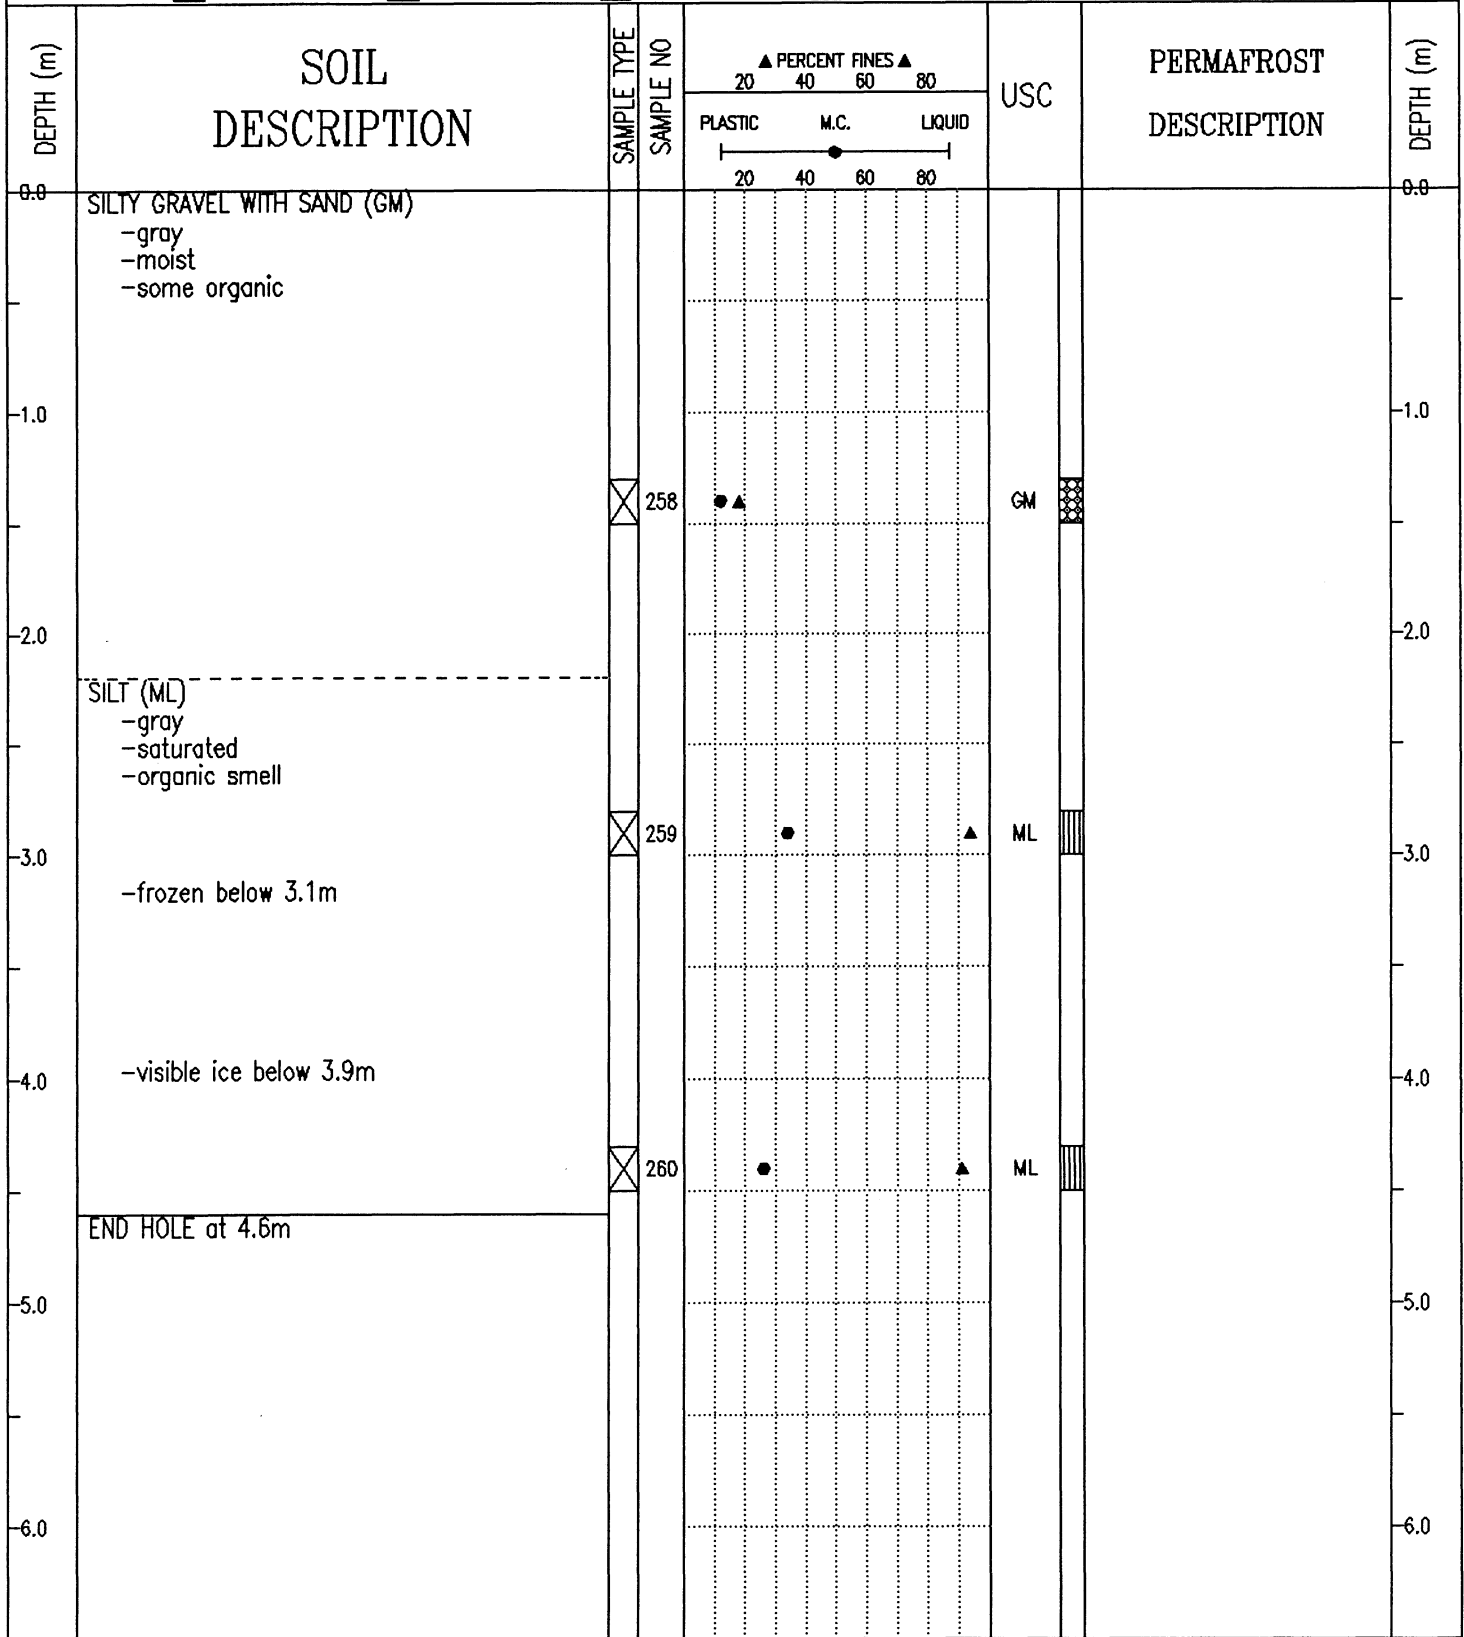 DEPTH (m)
SOIL
DESCRIPTION
SAMPLE TYPE
SAMPLE NO
▲ PERCENT FINES ▲
20 40 60 80
PLASTIC M.C. LIQUID
20 40 60 80
USC
PERMAFROST
DESCRIPTION
DEPTH (m)
0.0 0.0
SILTY GRAVEL WITH SAND (GM)
-gray
-moist
-some organic
-1.0 -1.0
258 GM
-2.0 -2.0
SILT (ML)
-gray
-saturated
-organic smell
259 ML
-3.0 -3.0
-frozen below 3.1m
-visible ice below 3.9m
-4.0 -4.0
260 ML
END HOLE at 4.6m
-5.0 -5.0
-6.0 -6.0